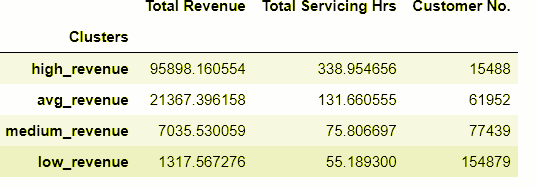 Total Revenue Total Servicing Hrs Customer No.
Clusters
high_revenue 95898.160554 338.954656 15488
avg_revenue 21367.396158 131.660555 61952
medium_revenue 7035.530059 75.806697 77439
low_revenue 1317.567276 55.189300 154879